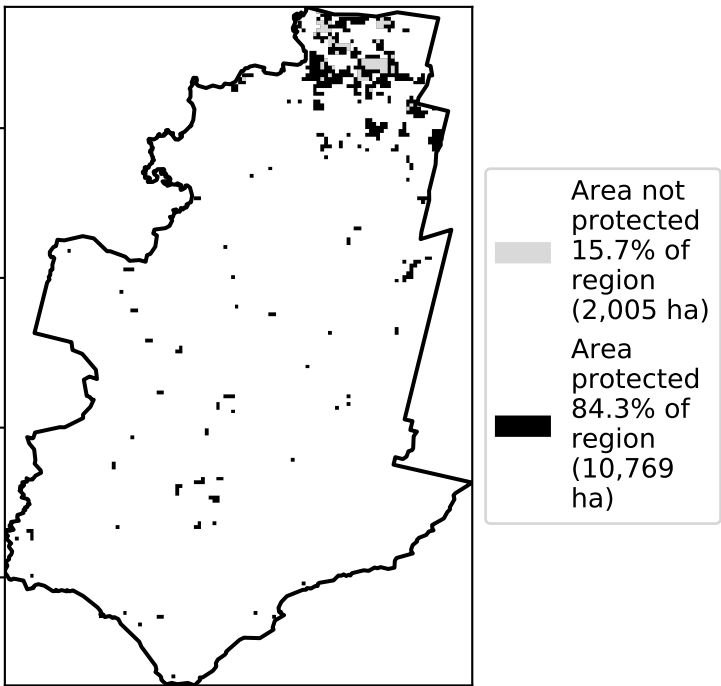 Area not
protected
15.7% of
region
(2,005 ha)
Area
protected
84.3% of
region
(10,769
ha)